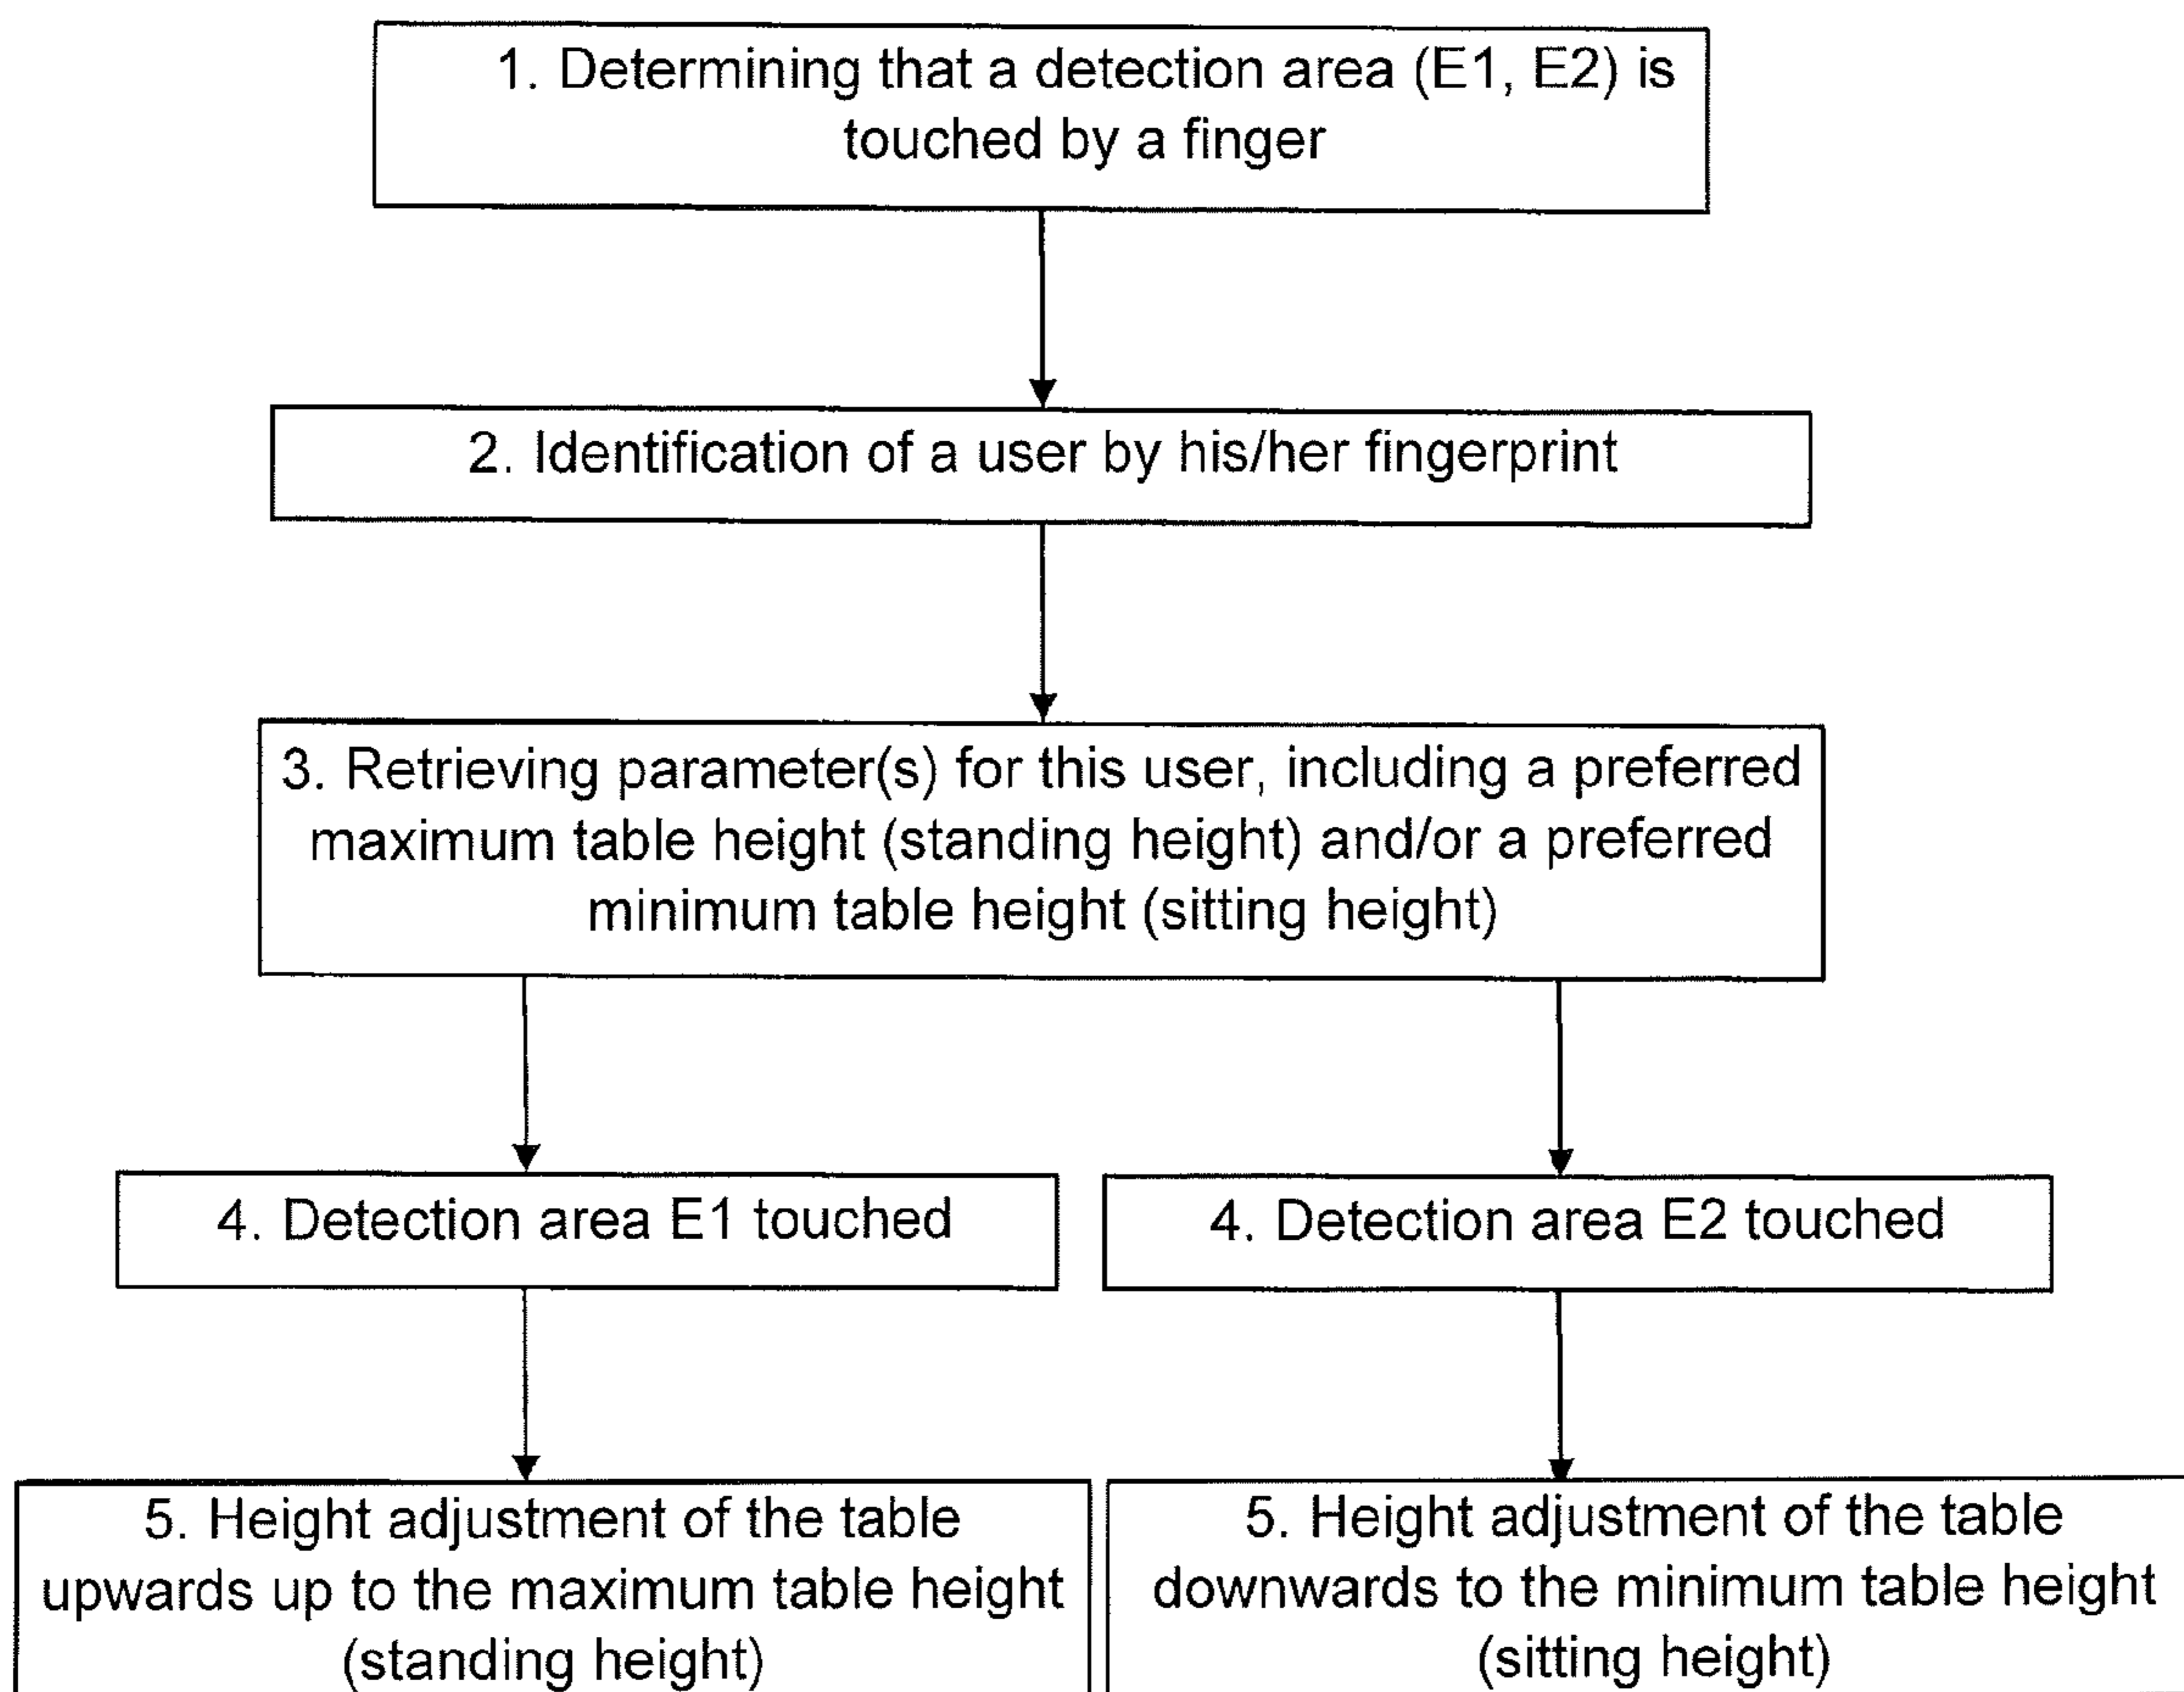 1. Determining that a detection area (E1, E2) is
touched by a finger
2. Identification of a user by his/her fingerprint
3. Retrieving parameter(s) for this user, including a preferred
maximum table height (standing height) and/or a preferred
minimum table height (sitting height)
4. Detection area E1 touched
4. Detection area E2 touched
5. Height adjustment of the table
upwards up to the maximum table height
(standing height)
5. Height adjustment of the table
downwards to the minimum table height
(sitting height)